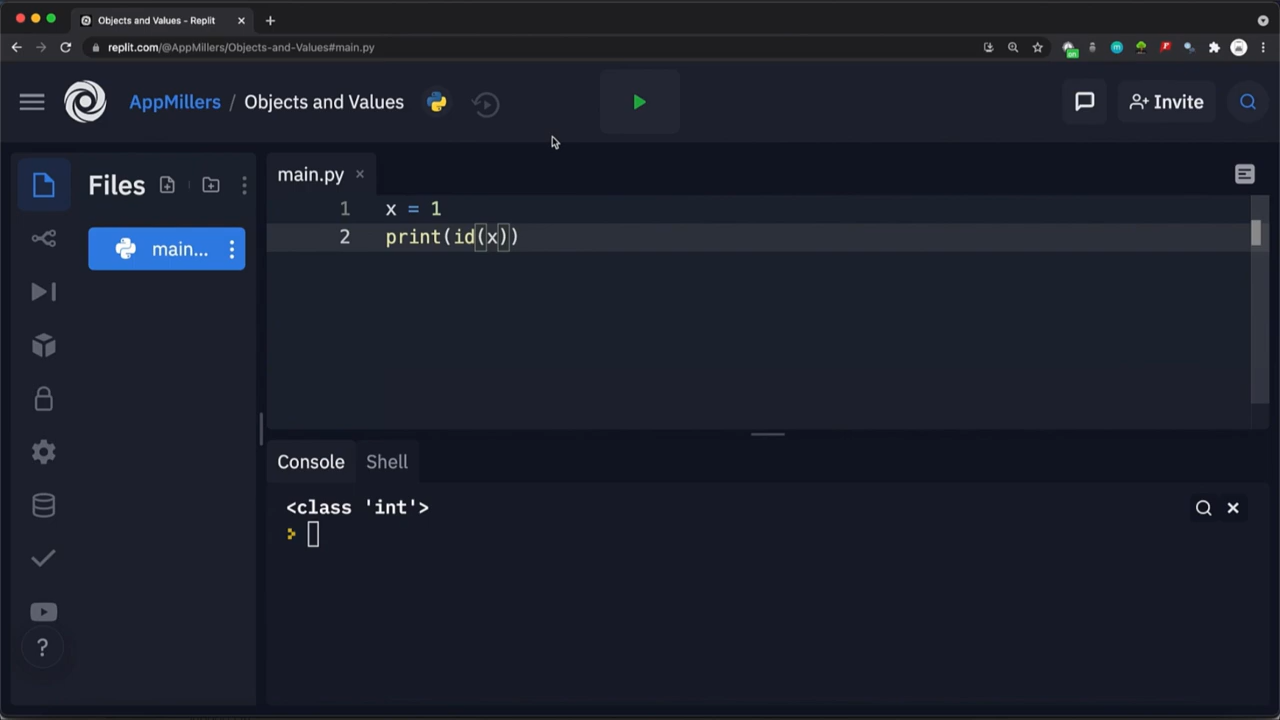 Objects and Values - Replit
replit.com/@AppMillers/Objects-and-Values#main.py
on
AppMillers / Objects and Values
Invite
Files
main.py
main...
1 x = 1
2 print(id(x))
Console
Shell
<class 'int'>
?